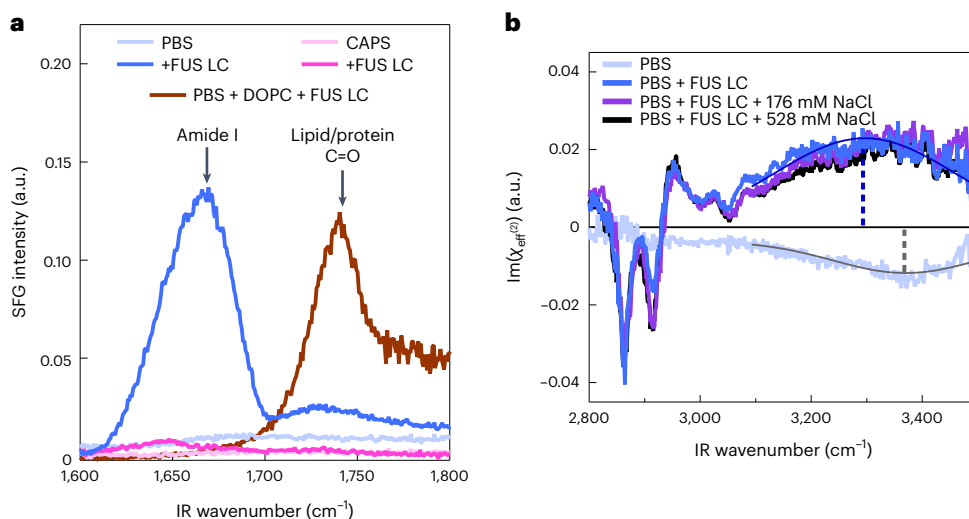 a
PBS
CAPS
+FUS LC
+FUS LC
PBS + DOPC + FUS LC
Amide I
Lipid/protein
C=O
0.20
0.15
0.10
0.05
0
SFG intensity (a.u.)
1,600
1,650
1,700
1,750
1,800
IR wavenumber (cm⁻¹)
b
PBS
PBS + FUS LC
PBS + FUS LC + 176 mM NaCl
PBS + FUS LC + 528 mM NaCl
0.04
0.02
0
−0.02
−0.04
Im(χeff⁽²⁾) (a.u.)
2,800
3,000
3,200
3,400
IR wavenumber (cm⁻¹)